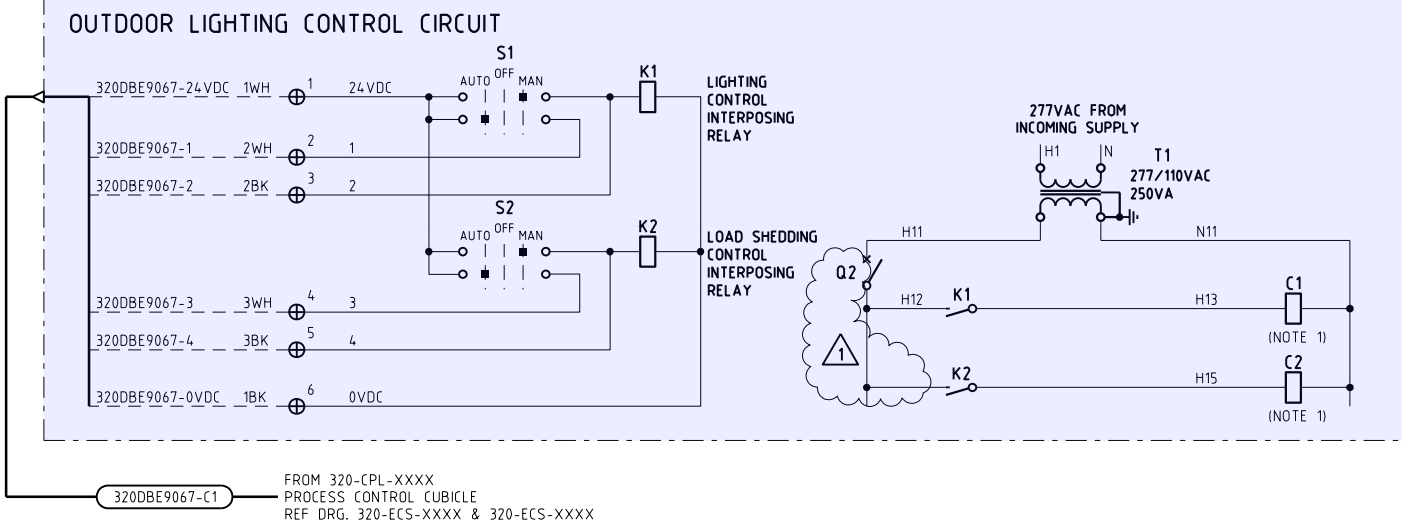 OUTDOOR LIGHTING CONTROL CIRCUIT
S1
AUTO OFF MAN
K1
LIGHTING
CONTROL
INTERPOSING
RELAY
320DBE9067-24VDC 1WH 1 24VDC
320DBE9067-1 2WH 2 1
320DBE9067-2 2BK 3 2
S2
AUTO OFF MAN
K2
LOAD SHEDDING
CONTROL
INTERPOSING
RELAY
320DBE9067-3 3WH 4 3
320DBE9067-4 3BK 5 4
320DBE9067-0VDC 1BK 6 0VDC
277VAC FROM
INCOMING SUPPLY
H1 N
T1
277/110VAC
250VA
H11 N11
Q2
H12 K1 H13 C1
(NOTE 1)
1
K2 H15 C2
(NOTE 1)
320DBE9067-C1
FROM 320-CPL-XXXX
PROCESS CONTROL CUBICLE
REF DRG. 320-ECS-XXXX & 320-ECS-XXXX